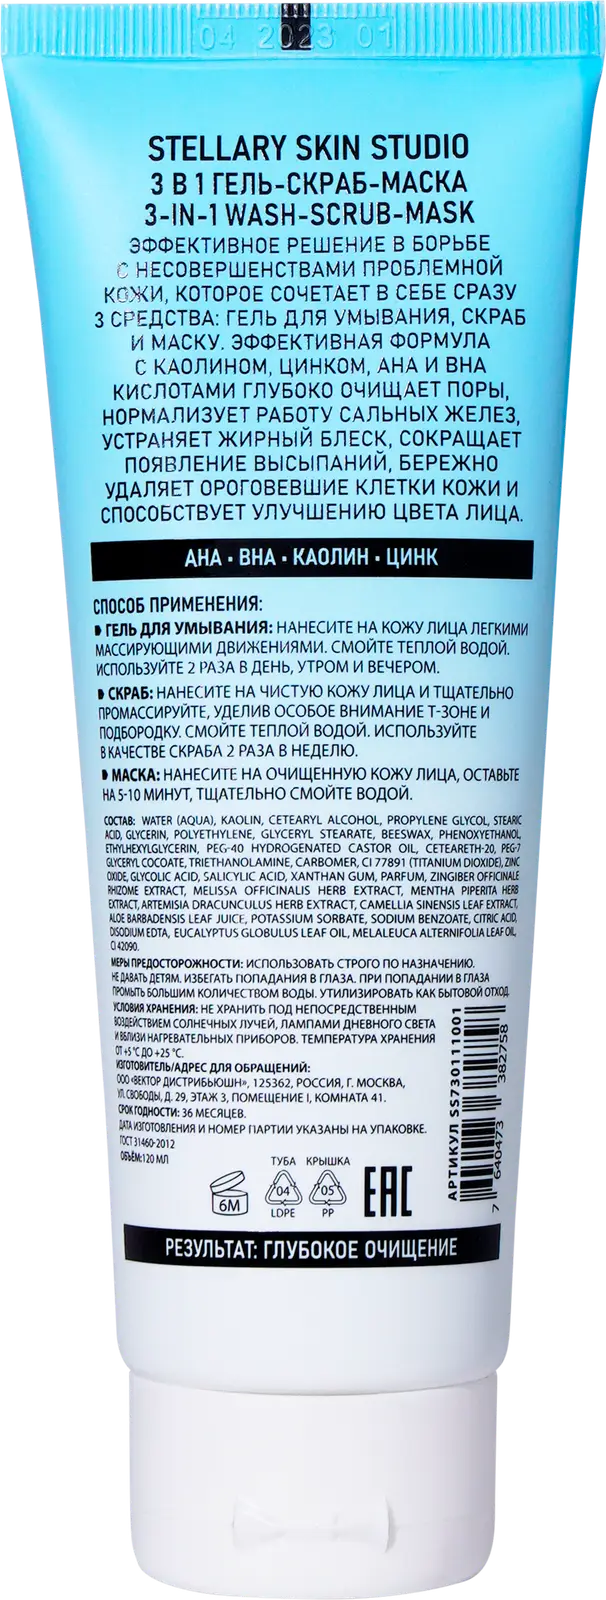 04 2023 01
STELLARY SKIN STUDIO
3 В 1 ГЕЛЬ-СКРАБ-МАСКА
3-IN-1 WASH-SCRUB-MASK
ЭФФЕКТИВНОЕ РЕШЕНИЕ В БОРЬБЕ
С НЕСОВЕРШЕНСТВАМИ ПРОБЛЕМНОЙ
КОЖИ, КОТОРОЕ СОЧЕТАЕТ В СЕБЕ СРАЗУ
3 СРЕДСТВА: ГЕЛЬ ДЛЯ УМЫВАНИЯ, СКРАБ
И МАСКУ. ЭФФЕКТИВНАЯ ФОРМУЛА
С КАОЛИНОМ, ЦИНКОМ, АНА И ВНА
КИСЛОТАМИ ГЛУБОКО ОЧИЩАЕТ ПОРЫ,
НОРМАЛИЗУЕТ РАБОТУ САЛЬНЫХ ЖЕЛЕЗ,
УСТРАНЯЕТ ЖИРНЫЙ БЛЕСК, СОКРАЩАЕТ
ПОЯВЛЕНИЕ ВЫСЫПАНИЙ, БЕРЕЖНО
УДАЛЯЕТ ОРОГОВЕВШИЕ КЛЕТКИ КОЖИ И
СПОСОБСТВУЕТ УЛУЧШЕНИЮ ЦВЕТА ЛИЦА.
АНА · ВНА · КАОЛИН · ЦИНК
СПОСОБ ПРИМЕНЕНИЯ:
ГЕЛЬ ДЛЯ УМЫВАНИЯ: НАНЕСИТЕ НА КОЖУ ЛИЦА ЛЕГКИМИ
МАССИРУЮЩИМИ ДВИЖЕНИЯМИ. СМОЙТЕ ТЕПЛОЙ ВОДОЙ.
ИСПОЛЬЗУЙТЕ 2 РАЗА В ДЕНЬ, УТРОМ И ВЕЧЕРОМ.
СКРАБ: НАНЕСИТЕ НА ЧИСТУЮ КОЖУ ЛИЦА И ТЩАТЕЛЬНО
ПРОМАССИРУЙТЕ, УДЕЛИВ ОСОБОЕ ВНИМАНИЕ Т-ЗОНЕ И
ПОДБОРОДКУ. СМОЙТЕ ТЕПЛОЙ ВОДОЙ. ИСПОЛЬЗУЙТЕ
В КАЧЕСТВЕ СКРАБА 2 РАЗА В НЕДЕЛЮ.
МАСКА: НАНЕСИТЕ НА ОЧИЩЕННУЮ КОЖУ ЛИЦА, ОСТАВЬТЕ
НА 5-10 МИНУТ, ТЩАТЕЛЬНО СМОЙТЕ ВОДОЙ.
СОСТАВ: WATER (AQUA), KAOLIN, CETEARYL ALCOHOL, PROPYLENE GLYCOL, STEARIC
ACID, GLYCERIN, POLYETHYLENE, GLYCERYL STEARATE, BEESWAX, PHENOXYETHANOL,
ETHYLHEXYLGLYCERIN, PEG-40 HYDROGENATED CASTOR OIL, CETEARETH-20, PEG-7
GLYCERYL COCOATE, TRIETHANOLAMINE, CARBOMER, CI 77891 (TITANIUM DIOXIDE), ZINC
OXIDE, GLYCOLIC ACID, SALICYLIC ACID, XANTHAN GUM, PARFUM, ZINGIBER OFFICINALE
RHIZOME EXTRACT, MELISSA OFFICINALIS HERB EXTRACT, MENTHA PIPERITA HERB
EXTRACT, ARTEMISIA DRACUNCULUS HERB EXTRACT, CAMELLIA SINENSIS LEAF EXTRACT,
ALOE BARBADENSIS LEAF JUICE, POTASSIUM SORBATE, SODIUM BENZOATE, CITRIC ACID,
DISODIUM EDTA, EUCALYPTUS GLOBULUS LEAF OIL, MELALEUCA ALTERNIFOLIA LEAF OIL,
CI 42090.
МЕРЫ ПРЕДОСТОРОЖНОСТИ: ИСПОЛЬЗОВАТЬ СТРОГО ПО НАЗНАЧЕНИЮ.
НЕ ДАВАТЬ ДЕТЯМ. ИЗБЕГАТЬ ПОПАДАНИЯ В ГЛАЗА. ПРИ ПОПАДАНИИ В ГЛАЗА
ПРОМЫТЬ БОЛЬШИМ КОЛИЧЕСТВОМ ВОДЫ. УТИЛИЗИРОВАТЬ КАК БЫТОВОЙ ОТХОД.
УСЛОВИЯ ХРАНЕНИЯ: НЕ ХРАНИТЬ ПОД НЕПОСРЕДСТВЕННЫМ
ВОЗДЕЙСТВИЕМ СОЛНЕЧНЫХ ЛУЧЕЙ, ЛАМПАМИ ДНЕВНОГО СВЕТА
И ВБЛИЗИ НАГРЕВАТЕЛЬНЫХ ПРИБОРОВ. ТЕМПЕРАТУРА ХРАНЕНИЯ
ОТ +5 °С ДО +25 °С.
ИЗГОТОВИТЕЛЬ/АДРЕС ДЛЯ ОБРАЩЕНИЙ:
ООО «ВЕКТОР ДИСТРИБЬЮШН», 125362, РОССИЯ, Г. МОСКВА,
УЛ. СВОБОДЫ, Д. 29, ЭТАЖ 3, ПОМЕЩЕНИЕ I, КОМНАТА 41.
СРОК ГОДНОСТИ: 36 МЕСЯЦЕВ.
ДАТА ИЗГОТОВЛЕНИЯ И НОМЕР ПАРТИИ УКАЗАНЫ НА УПАКОВКЕ.
ГОСТ 31460-2012
ОБЪЁМ: 120 МЛ
АРТИКУЛ SS730111001
7 640473 382758
ТУБА КРЫШКА
6M 04 05 EAC
LDPE PP
РЕЗУЛЬТАТ: ГЛУБОКОЕ ОЧИЩЕНИЕ